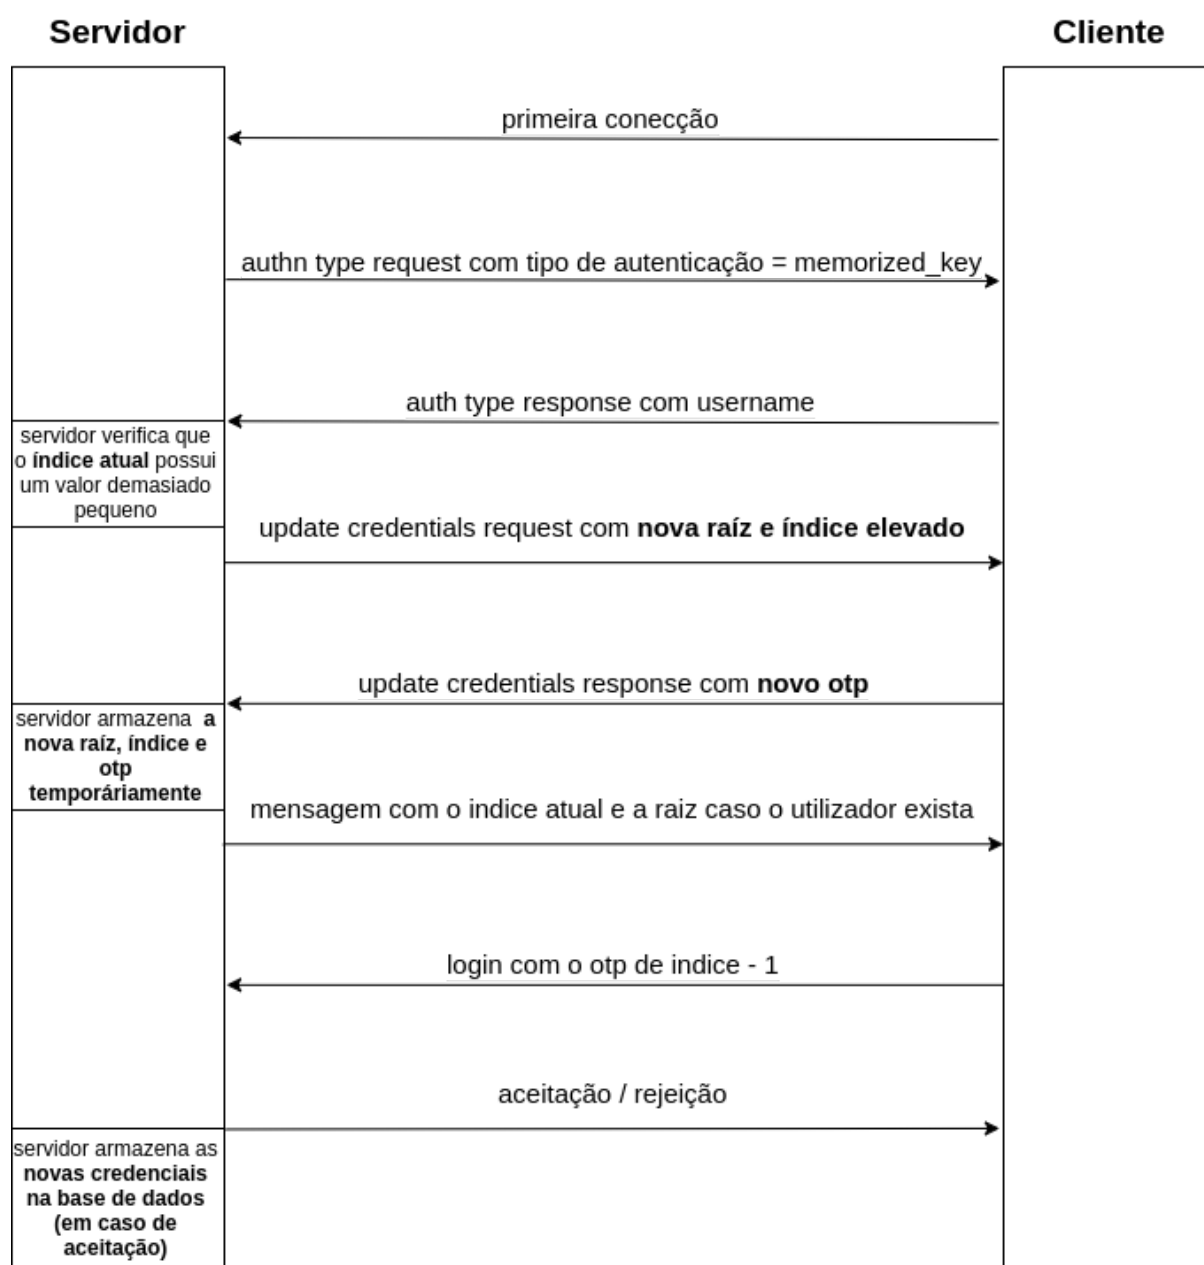 Servidor
Cliente
primeira conecção
authn type request com tipo de autenticação = memorized_key
auth type response com username
servidor verifica que
o índice atual possui
um valor demasiado
pequeno
update credentials request com nova raíz e índice elevado
update credentials response com novo otp
servidor armazena a
nova raíz, índice e
otp
temporáriamente
mensagem com o indice atual e a raiz caso o utilizador exista
login com o otp de indice - 1
aceitação / rejeição
servidor armazena as
novas credenciais
na base de dados
(em caso de
aceitação)